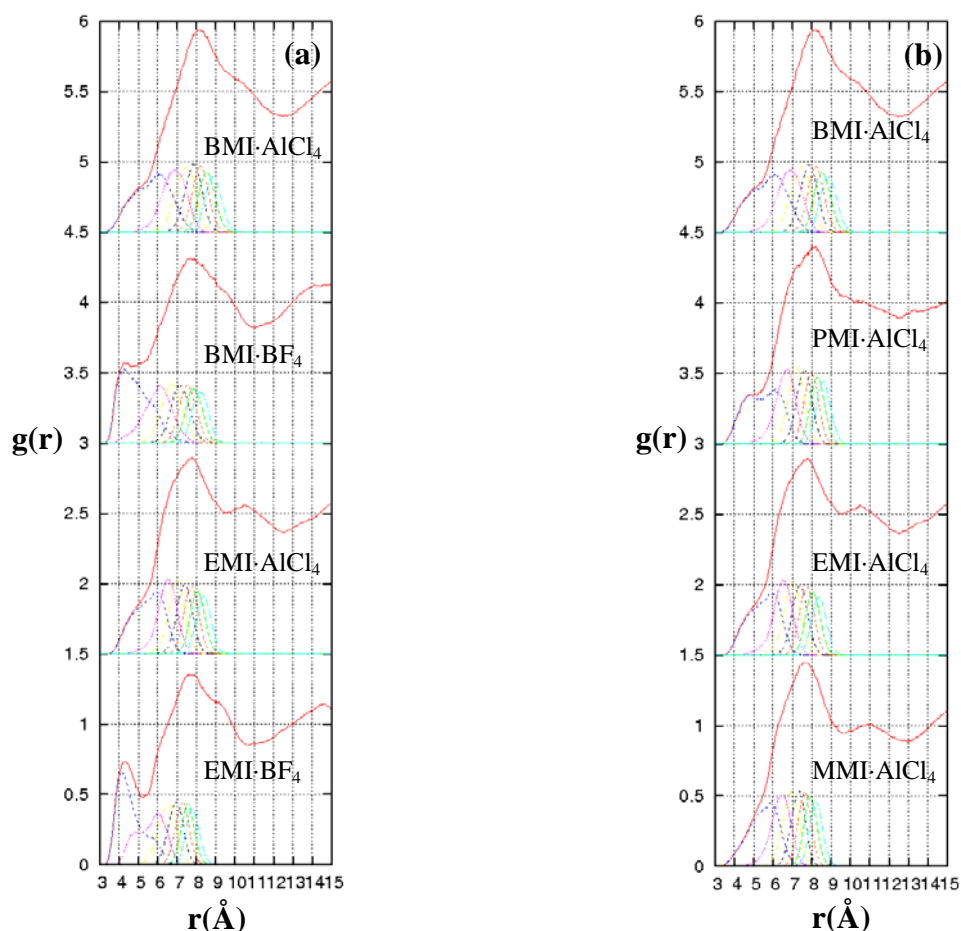 (a)
6
5.5
BMI·AlCl₄
5
4.5
4
BMI·BF₄
3.5
g(r)
3
2.5
EMI·AlCl₄
2
1.5
1
0.5
EMI·BF₄
0
3 4 5 6 7 8 9 10 11 12 13 14 15
r(Å)
(b)
6
5.5
BMI·AlCl₄
5
4.5
4
PMI·AlCl₄
3.5
g(r)
3
2.5
EMI·AlCl₄
2
1.5
1
MMI·AlCl₄
0.5
0
3 4 5 6 7 8 9 10 11 12 13 14 15
r(Å)